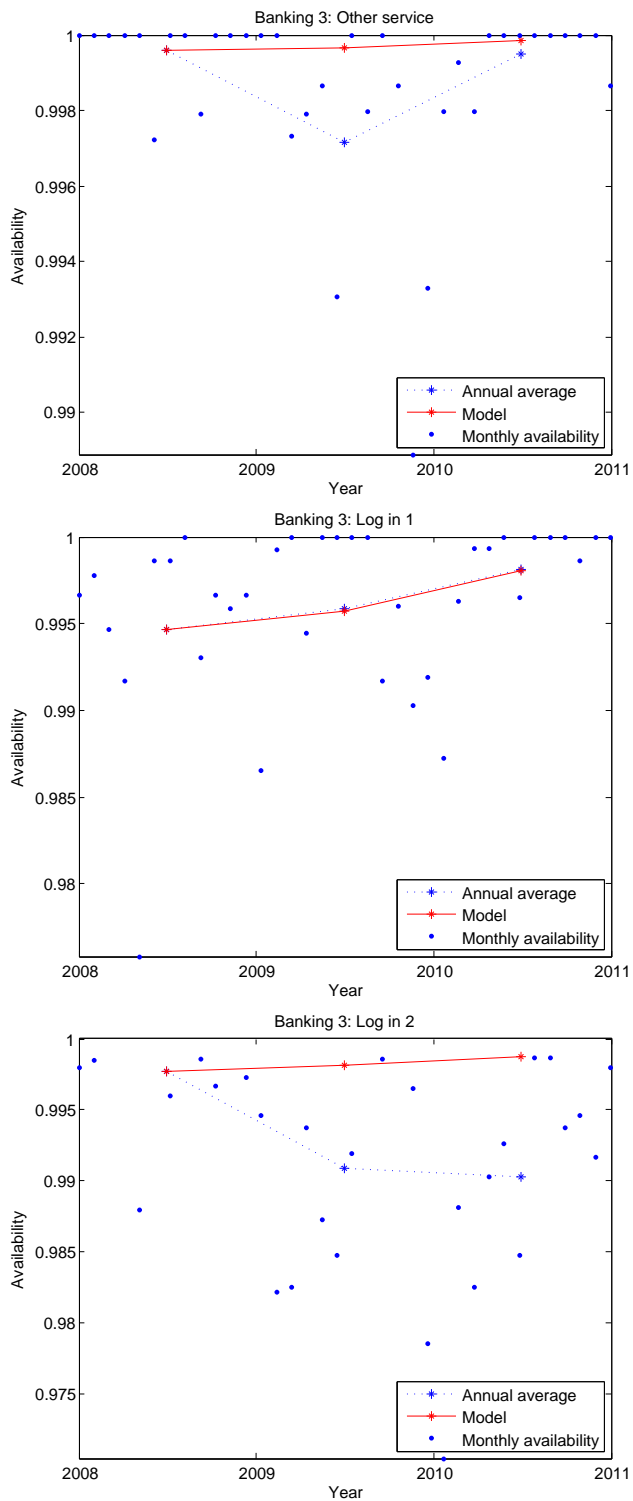 Banking 3: Other service
1
0.998
0.996
0.994
0.992
0.99
Availability
Annual average
Model
Monthly availability
2008 2009 2010 2011
Year
Banking 3: Log in 1
1
0.995
0.99
0.985
0.98
Availability
Annual average
Model
Monthly availability
2008 2009 2010 2011
Year
Banking 3: Log in 2
1
0.995
0.99
0.985
0.98
0.975
Availability
Annual average
Model
Monthly availability
2008 2009 2010 2011
Year